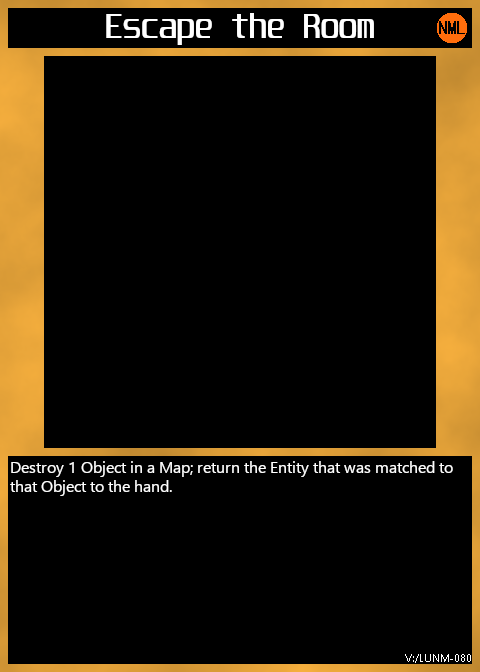 Escape the Room
NML
Destroy 1 Object in a Map; return the Entity that was matched to
that Object to the hand.
V:/LUNM-080